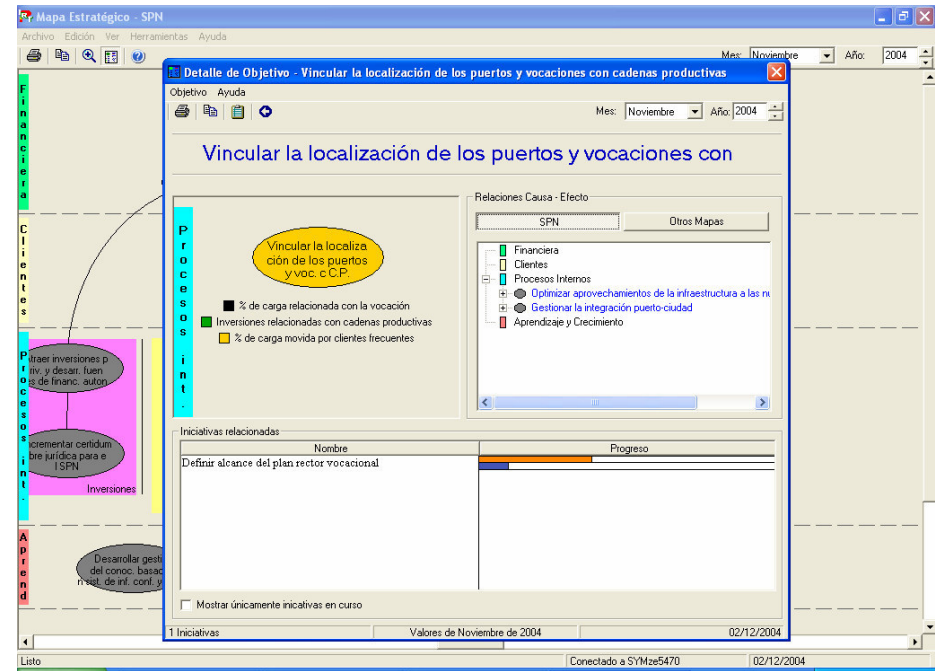 Mapa Estratégico - SPN
Archivo Edición Ver Herramientas Ayuda
Mes: Noviembre Año: 2004
Detalle de Objetivo - Vincular la localización de los puertos y vocaciones con cadenas productivas
Objetivo Ayuda
Mes: Noviembre Año: 2004
Vincular la localización de los puertos y vocaciones con
Procesos int.
Vincular la localiza
ción de los puertos
y voc. c C.P.
% de carga relacionada con la vocación
Inversiones relacionadas con cadenas productivas
% de carga movida por clientes frecuentes
Relaciones Causa - Efecto
SPN Otros Mapas
Financiera
Clientes
Procesos Internos
Optimizar aprovechamientos de la infraestructura a las nu
Gestionar la integración puerto-ciudad
Aprendizaje y Crecimiento
Iniciativas relacionadas
Nombre Progreso
Definir alcance del plan rector vocacional
Mostrar únicamente inicativas en curso
1 Iniciativas Valores de Noviembre de 2004 02/12/2004
Financiera
Clientes
Procesos int.
traer inversiones p
riv. y desarr. fuen
es de financ. auton
crementar certidum
bre jurídica para e
l SPN
Inversiones
Aprend
Desarrollar gesti
del conoc. basad
n sist. de inf. conf. y
Listo Conectado a SYMze5470 02/12/2004